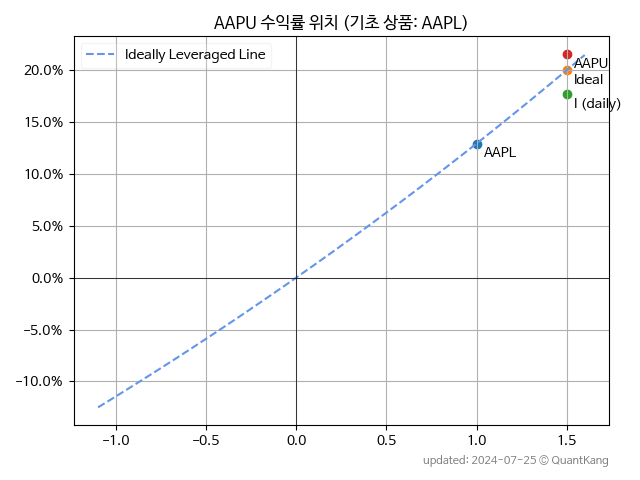 AAPU 수익률 위치 (기초 상품: AAPL)
Ideally Leveraged Line
AAPU
Ideal
I (daily)
AAPL
20.0%
15.0%
10.0%
5.0%
0.0%
−5.0%
−10.0%
−1.0
−0.5
0.0
0.5
1.0
1.5
updated: 2024-07-25 © QuantKang